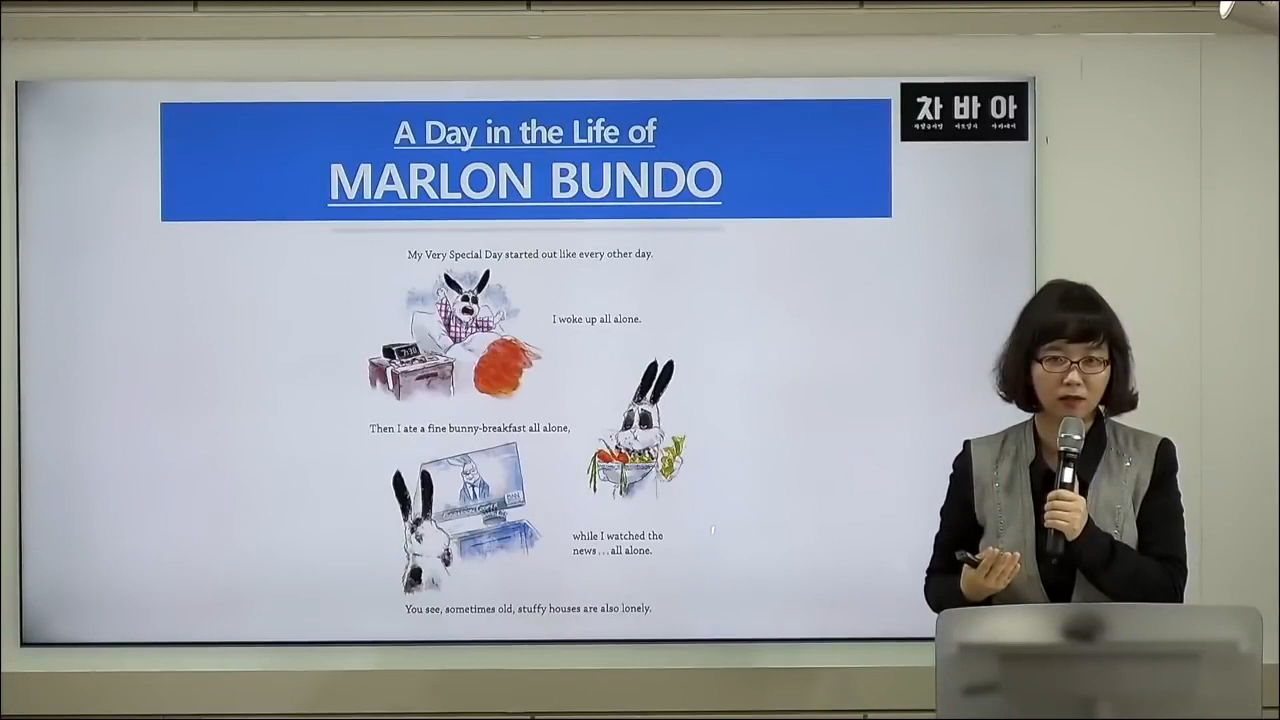 A Day in the Life of
MARLON BUNDO
차 바 아
My Very Special Day started out like every other day.
I woke up all alone.
7:30
Then I ate a fine bunny-breakfast all alone,
while I watched the
news...all alone.
You see, sometimes old, stuffy houses are also lonely.